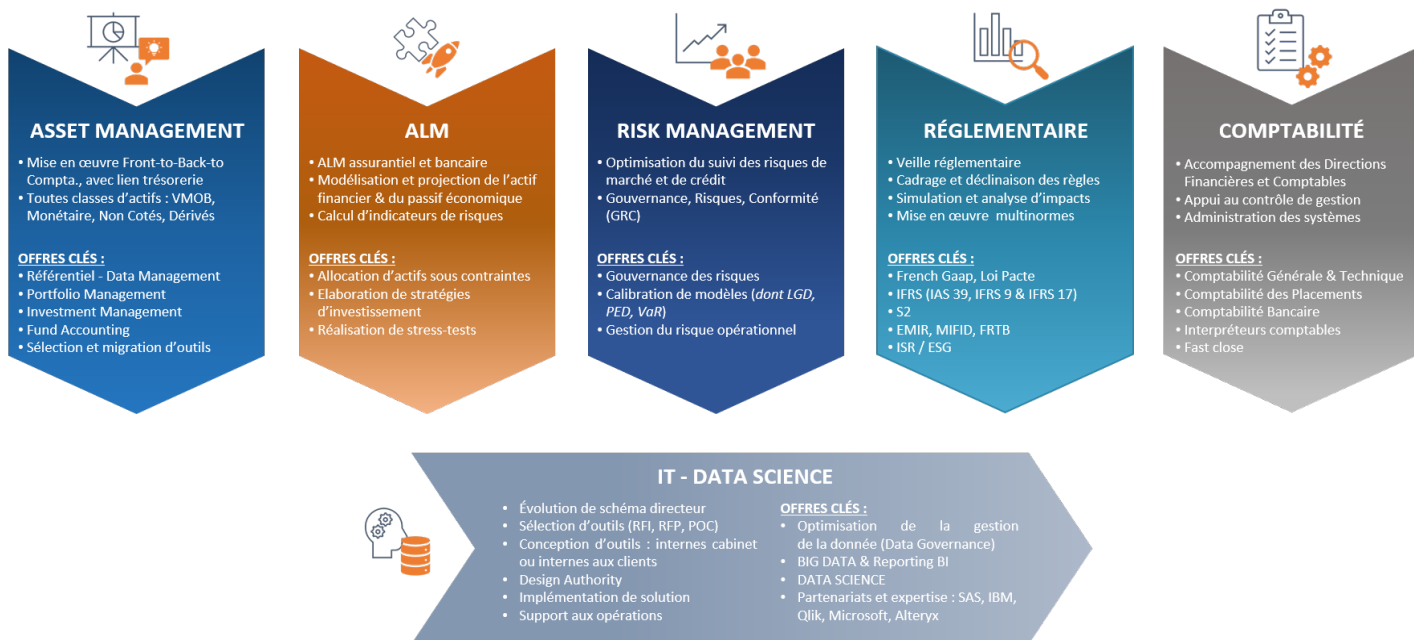 ASSET MANAGEMENT
• Mise en œuvre Front-to-Back-to
Compta., avec lien trésorerie
• Toutes classes d’actifs : VMOB,
Monétaire, Non Cotés, Dérivés
OFFRES CLÉS :
• Référentiel - Data Management
• Portfolio Management
• Investment Management
• Fund Accounting
• Sélection et migration d’outils
ALM
• ALM assurantiel et bancaire
• Modélisation et projection de l’actif
financier & du passif économique
• Calcul d’indicateurs de risques
OFFRES CLÉS :
• Allocation d’actifs sous contraintes
• Elaboration de stratégies
d’investissement
• Réalisation de stress-tests
RISK MANAGEMENT
• Optimisation du suivi des risques de
marché et de crédit
• Gouvernance, Risques, Conformité
(GRC)
OFFRES CLÉS :
• Gouvernance des risques
• Calibration de modèles (dont LGD,
PED, VaR)
• Gestion du risque opérationnel
RÉGLEMENTAIRE
• Veille réglementaire
• Cadrage et déclinaison des règles
• Simulation et analyse d’impacts
• Mise en œuvre multinormes
OFFRES CLÉS :
• French Gaap, Loi Pacte
• IFRS (IAS 39, IFRS 9 & IFRS 17)
• S2
• EMIR, MIFID, FRTB
• ISR / ESG
COMPTABILITÉ
• Accompagnement des Directions
Financières et Comptables
• Appui au contrôle de gestion
• Administration des systèmes
OFFRES CLÉS :
• Comptabilité Générale & Technique
• Comptabilité des Placements
• Comptabilité Bancaire
• Interpréteurs comptables
• Fast close
IT - DATA SCIENCE
• Évolution de schéma directeur
• Sélection d’outils (RFI, RFP, POC)
• Conception d’outils : internes cabinet
ou internes aux clients
• Design Authority
• Implémentation de solution
• Support aux opérations
OFFRES CLÉS :
• Optimisation de la gestion
de la donnée (Data Governance)
• BIG DATA & Reporting BI
• DATA SCIENCE
• Partenariats et expertise : SAS, IBM,
Qlik, Microsoft, Alteryx